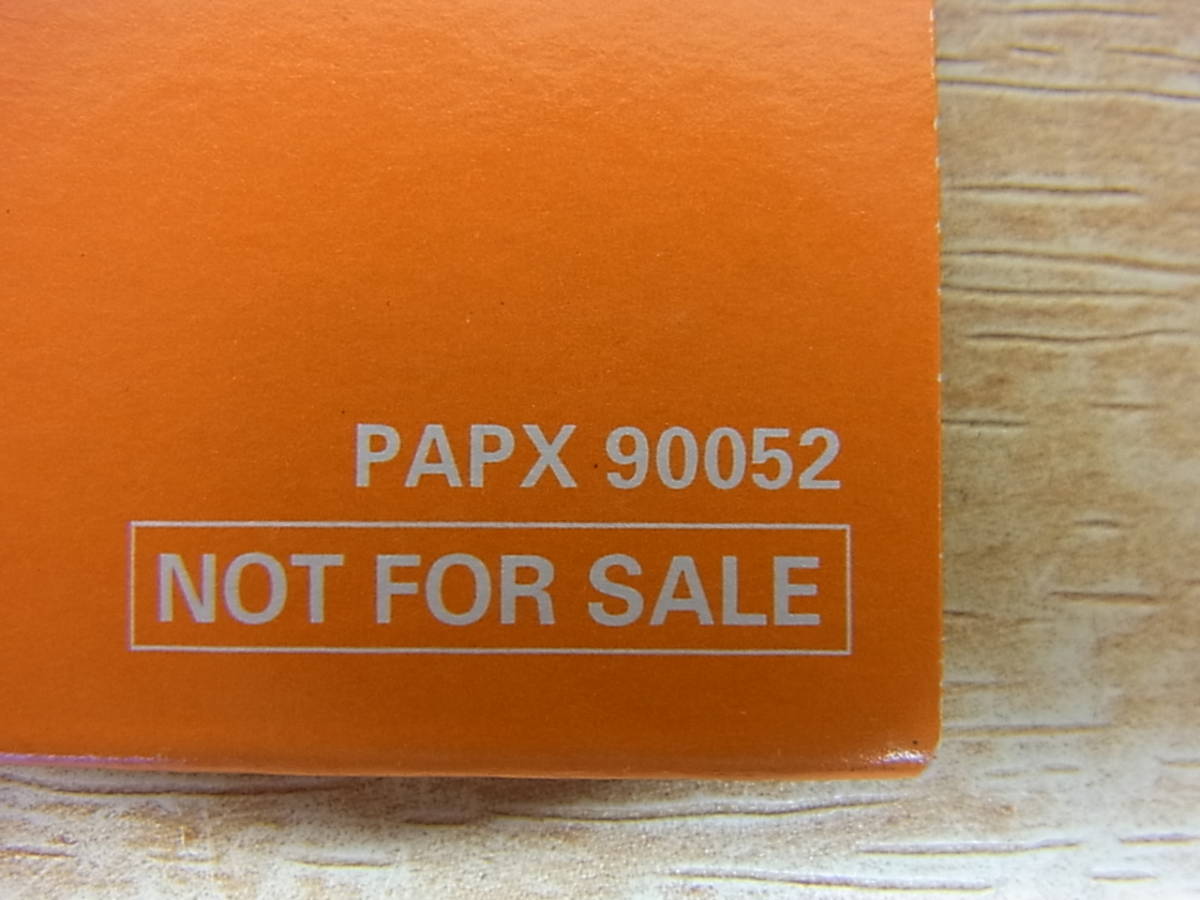 PAPX 90052
NOT FOR SALE